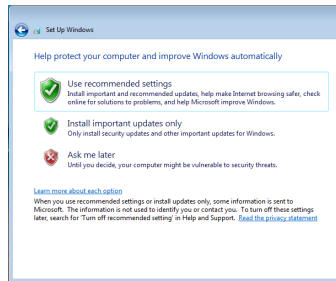 Set Up Windows
Help protect your computer and improve Windows automatically
Use recommended settings
Install important and recommended updates, help make Internet browsing safer, check
online for solutions to problems, and help Microsoft improve Windows.
Install important updates only
Only install security updates and other important updates for Windows.
Ask me later
Until you decide, your computer might be vulnerable to security threats.
Learn more about each option
When you use recommended settings or install updates only, some information is sent to
Microsoft. The information is not used to identify you or contact you. To turn off these settings
later, search for 'Turn off recommended setting' in Help and Support. Read the privacy statement